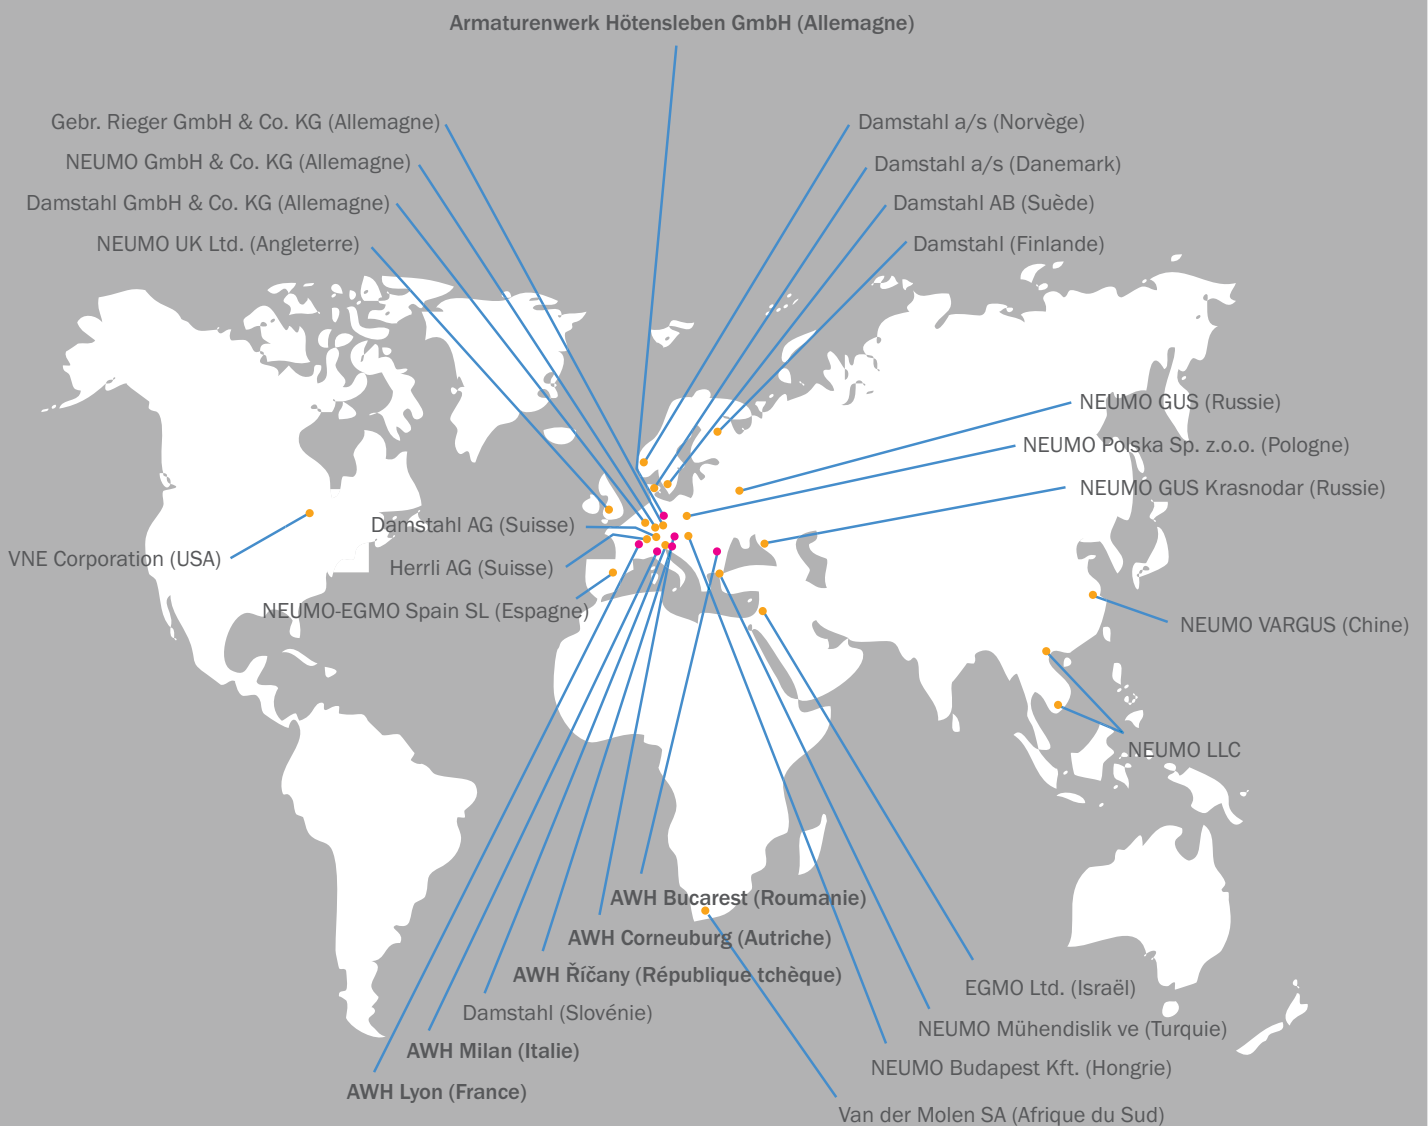 Armaturenwerk Hötensleben GmbH (Allemagne)
Gebr. Rieger GmbH & Co. KG (Allemagne)
NEUMO GmbH & Co. KG (Allemagne)
Damstahl GmbH & Co. KG (Allemagne)
NEUMO UK Ltd. (Angleterre)
Damstahl a/s (Norvège)
Damstahl a/s (Danemark)
Damstahl AB (Suède)
Damstahl (Finlande)
NEUMO GUS (Russie)
NEUMO Polska Sp. z.o.o. (Pologne)
NEUMO GUS Krasnodar (Russie)
Damstahl AG (Suisse)
VNE Corporation (USA)
Herrli AG (Suisse)
NEUMO-EGMO Spain SL (Espagne)
NEUMO VARGUS (Chine)
NEUMO LLC
AWH Bucarest (Roumanie)
AWH Corneuburg (Autriche)
AWH Říčany (République tchèque)
Damstahl (Slovénie)
AWH Milan (Italie)
AWH Lyon (France)
EGMO Ltd. (Israël)
NEUMO Mühendislik ve (Turquie)
NEUMO Budapest Kft. (Hongrie)
Van der Molen SA (Afrique du Sud)